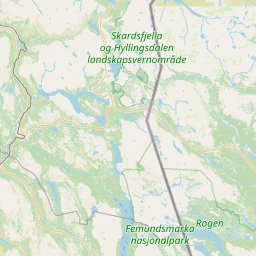 Skardsfjella
og Hyllingsdalen
landskapsvernområde
Rogen
Femundsmarka
nasjonalpark